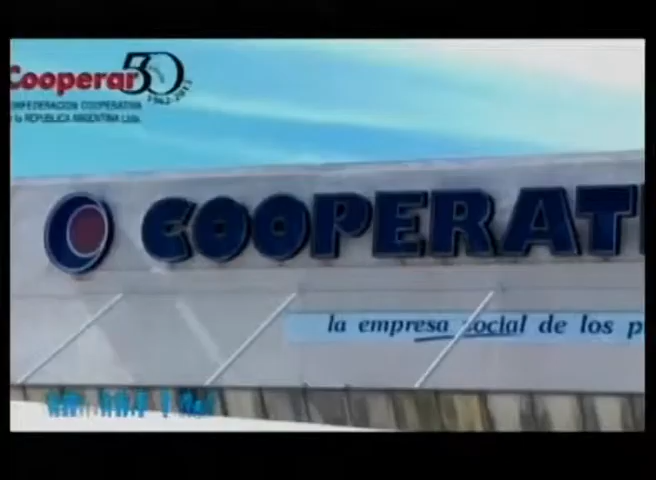 Cooperar 50
1962-2012
CONFEDERACION COOPERATIVA
de la REPUBLICA ARGENTINA Ltda.
COOPERAT
la empresa social de los p